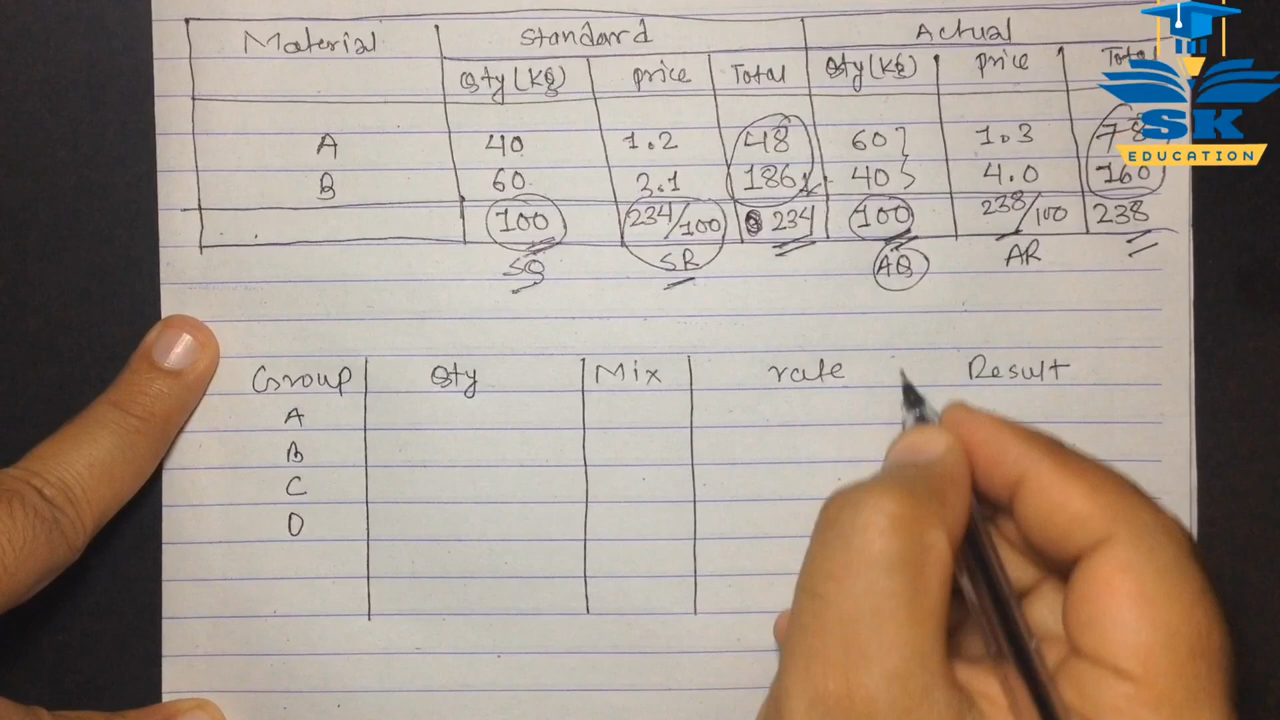 Material Standard Actual
Qty (Kg) price Total Qty (Kg) price Tota
A 40 1.2 48 60 1.3 78
B 60 3.1 186 40 4.0 160
100 234/100 234 100 238/100 238
SQ SR AQ AR
SK
EDUCATION
Group Qty Mix rate Result
A
B
C
D